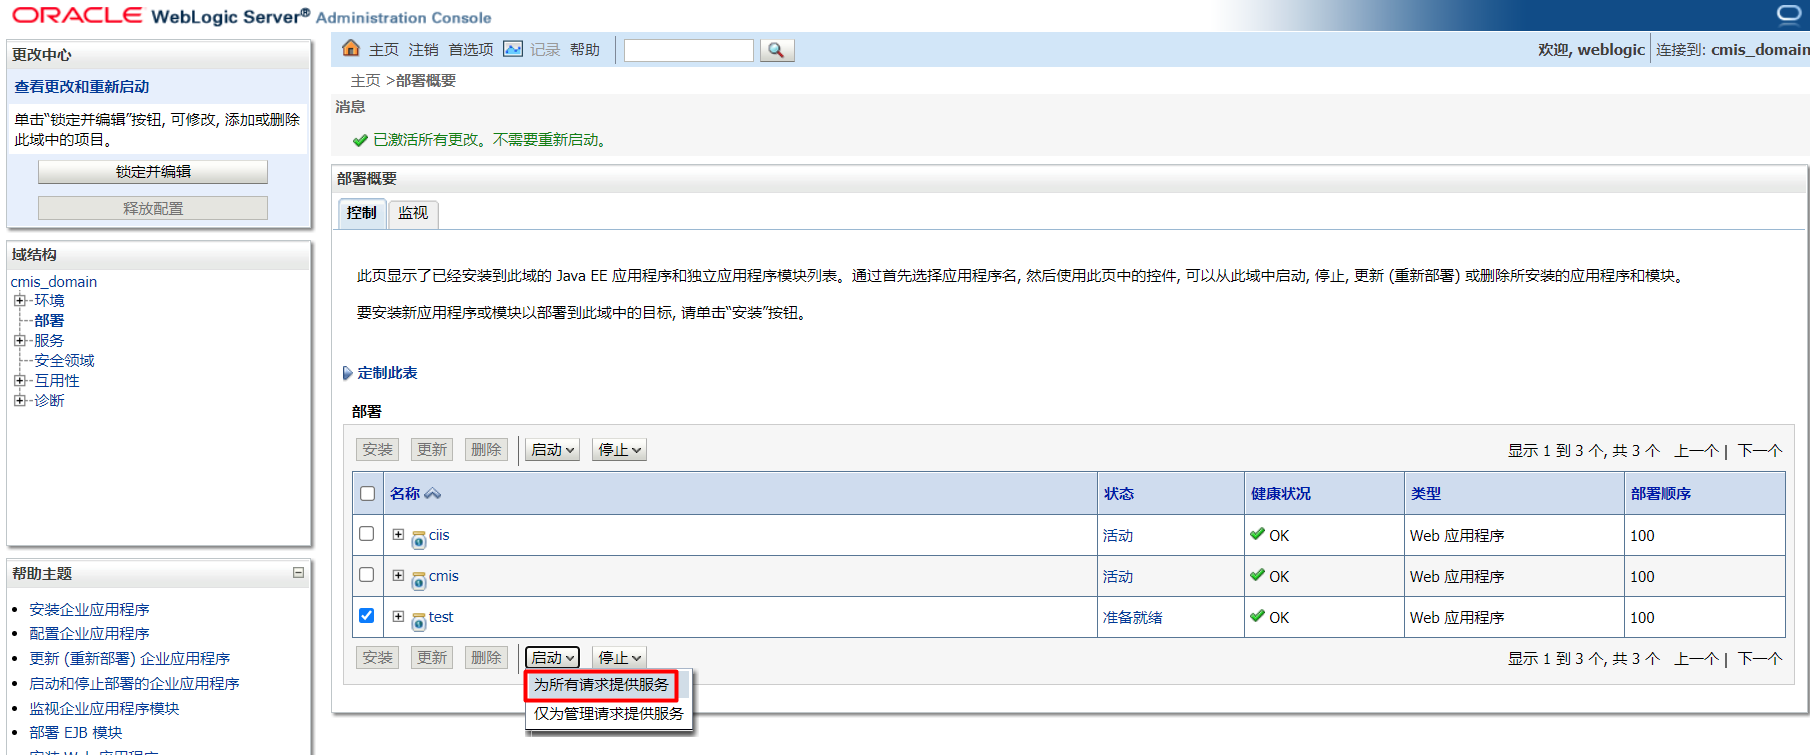 ORACLE WebLogic Server® Administration Console
更改中心
查看更改和重新启动
单击“锁定并编辑”按钮, 可修改, 添加或删除
此域中的项目。
锁定并编辑
释放配置
域结构
cmis_domain
环境
部署
服务
安全领域
互用性
诊断
帮助主题
安装企业应用程序
配置企业应用程序
更新 (重新部署) 企业应用程序
启动和停止部署的企业应用程序
监视企业应用程序模块
部署 EJB 模块
安装 Web 应用程序
主页 注销 首选项 记录 帮助
欢迎, weblogic 连接到: cmis_domain
主页 >部署概要
消息
已激活所有更改。不需要重新启动。
部署概要
控制 监视
此页显示了已经安装到此域的 Java EE 应用程序和独立应用程序模块列表。通过首先选择应用程序名, 然后使用此页中的控件, 可以从此域中启动, 停止, 更新 (重新部署) 或删除所安装的应用程序和模块。
要安装新应用程序或模块以部署到此域中的目标, 请单击“安装”按钮。
定制此表
部署
安装 更新 删除 启动 停止 显示 1 到 3 个, 共 3 个 上一个 | 下一个
名称 状态 健康状况 类型 部署顺序
ciis 活动 OK Web 应用程序 100
cmis 活动 OK Web 应用程序 100
test 准备就绪 OK Web 应用程序 100
安装 更新 删除 启动 停止 显示 1 到 3 个, 共 3 个 上一个 | 下一个
为所有请求提供服务
仅为管理请求提供服务